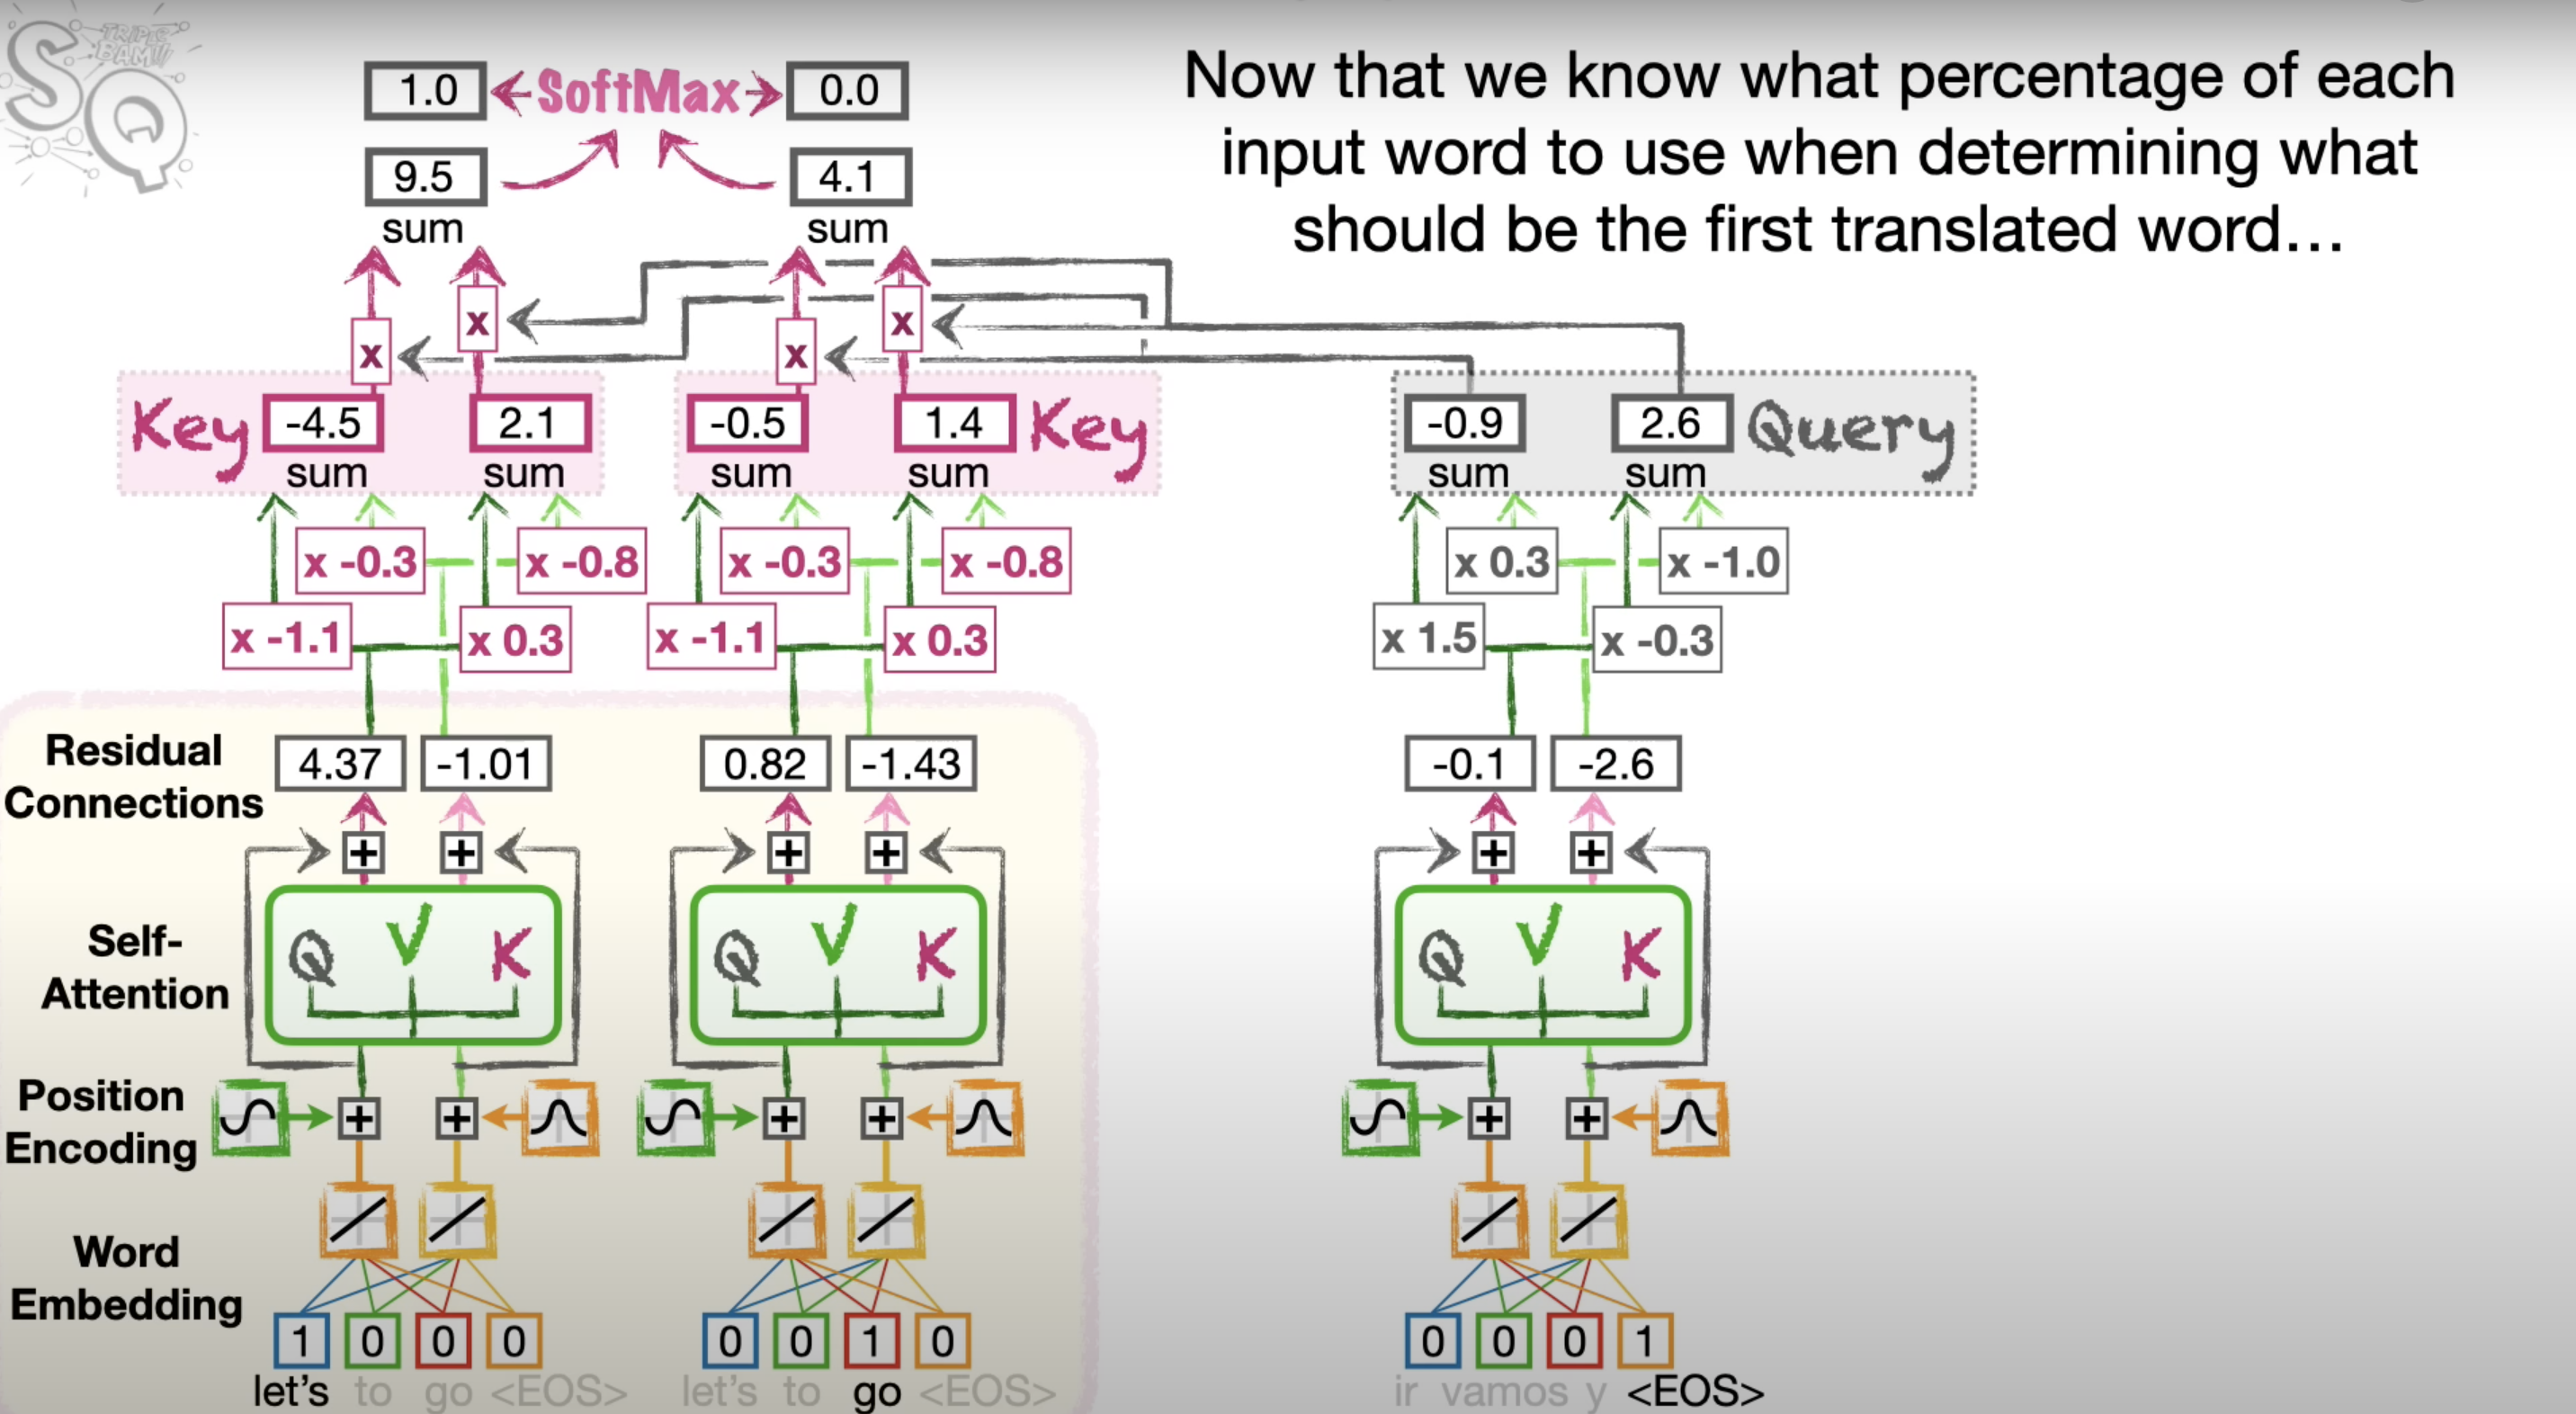 SQ
TRIPLE
BAM!!!
Now that we know what percentage of each
input word to use when determining what
should be the first translated word...
1.0 SoftMax 0.0
9.5 4.1
sum sum
x x
x x
Key -4.5 2.1 -0.5 1.4 Key -0.9 2.6 Query
sum sum sum sum sum sum
x -0.3 x -0.8 x -0.3 x -0.8 x 0.3 x -1.0
x -1.1 x 0.3 x -1.1 x 0.3 x 1.5 x -0.3
Residual
Connections
4.37 -1.01 0.82 -1.43 -0.1 -2.6
+ + + + + +
Self-
Attention
Q V K Q V K Q V K
Position
Encoding
+ + + + + +
Word
Embedding
1 0 0 0 0 0 1 0 0 0 0 1
let's to go <EOS> let's to go <EOS> ir vamos y <EOS>